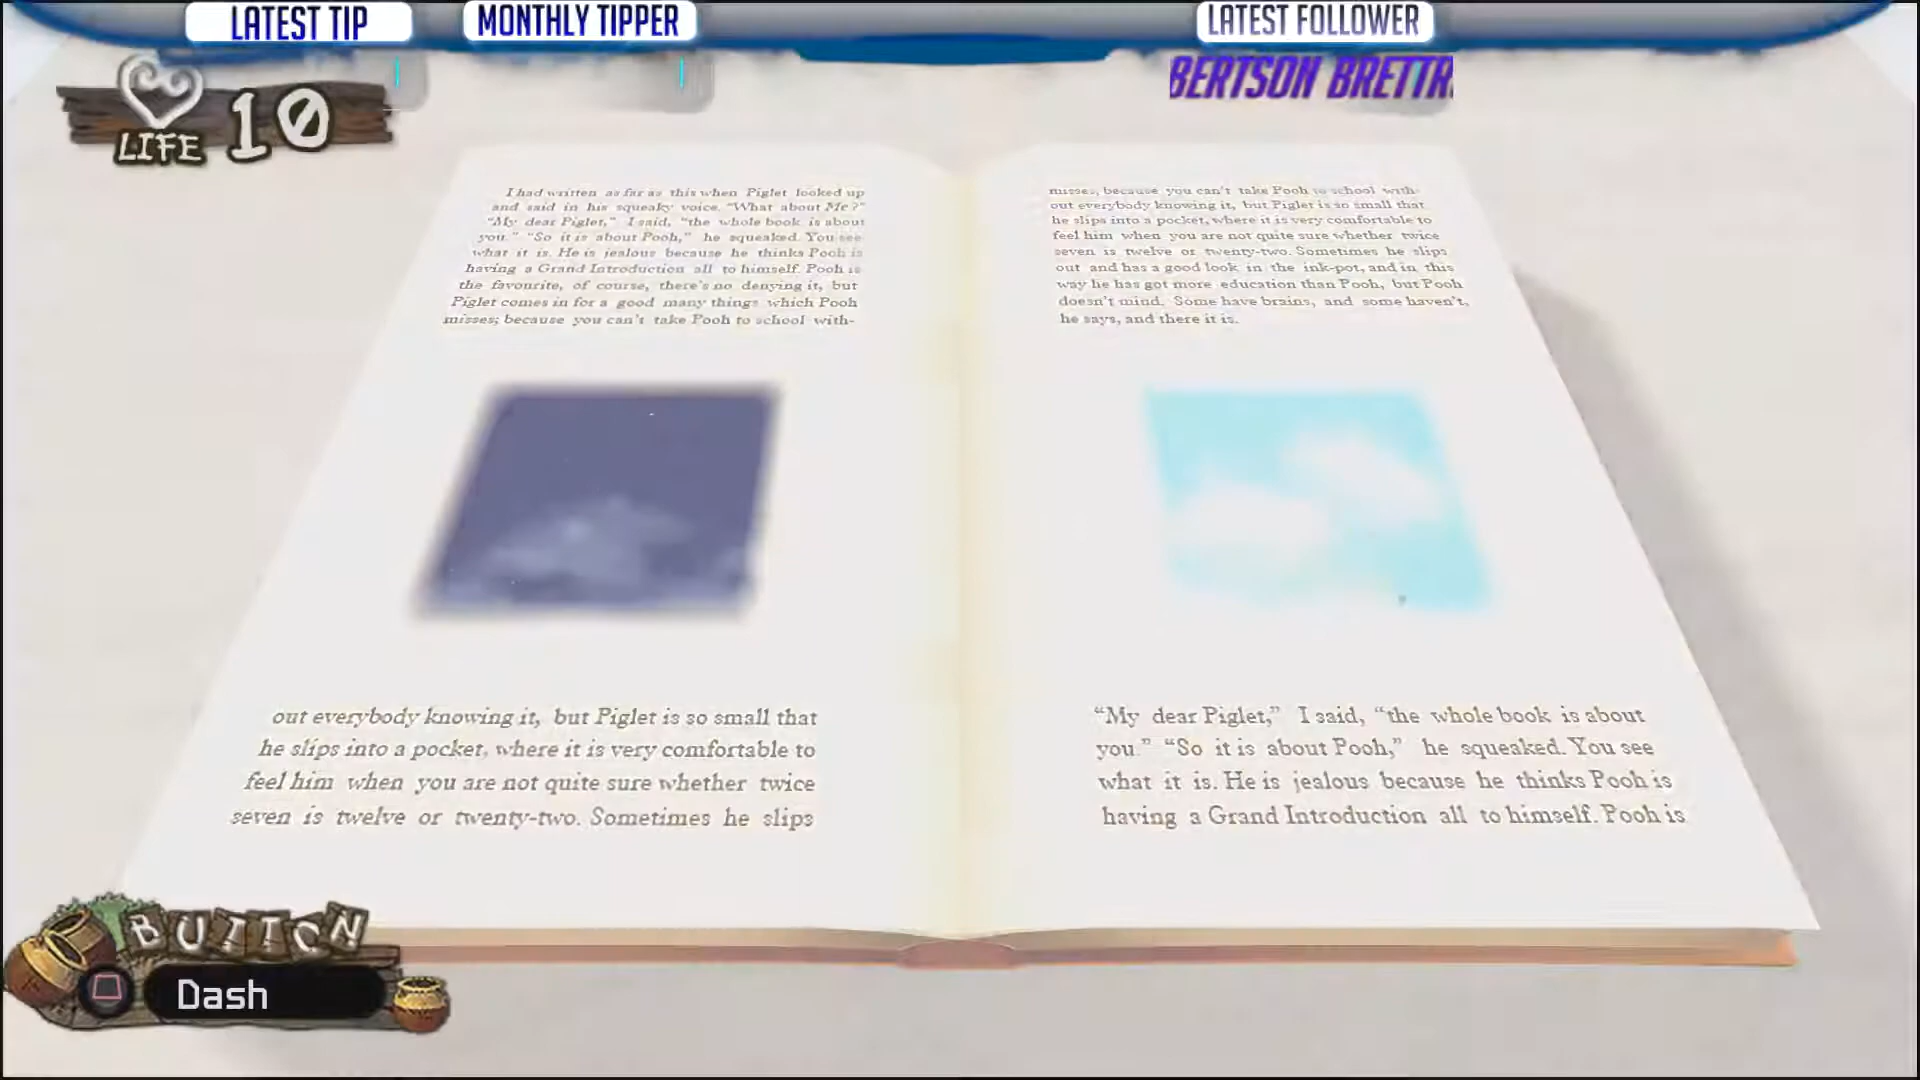 LATEST TIP
MONTHLY TIPPER
LATEST FOLLOWER
BERTSON BRETTR
LIFE 10
I had written as far as this when Piglet looked up
and said in his squeaky voice. "What about Me?"
"My dear Piglet," I said, "the whole book is about
you." "So it is about Pooh," he squeaked. You see
what it is. He is jealous because he thinks Pooh is
having a Grand Introduction all to himself. Pooh is
the favourite, of course, there's no denying it, but
Piglet comes in for a good many things which Pooh
misses; because you can't take Pooh to school with-
out everybody knowing it, but Piglet is so small that
he slips into a pocket, where it is very comfortable to
feel him when you are not quite sure whether twice
seven is twelve or twenty-two. Sometimes he slips
misses, because you can't take Pooh to school with-
out everybody knowing it, but Piglet is so small that
he slips into a pocket, where it is very comfortable to
feel him when you are not quite sure whether twice
seven is twelve or twenty-two. Sometimes he slips
out and has a good look in the ink-pot, and in this
way he has got more education than Pooh, but Pooh
doesn't mind. Some have brains, and some haven't,
he says, and there it is.
"My dear Piglet," I said, "the whole book is about
you." "So it is about Pooh," he squeaked. You see
what it is. He is jealous because he thinks Pooh is
having a Grand Introduction all to himself. Pooh is
BUTTON
Dash